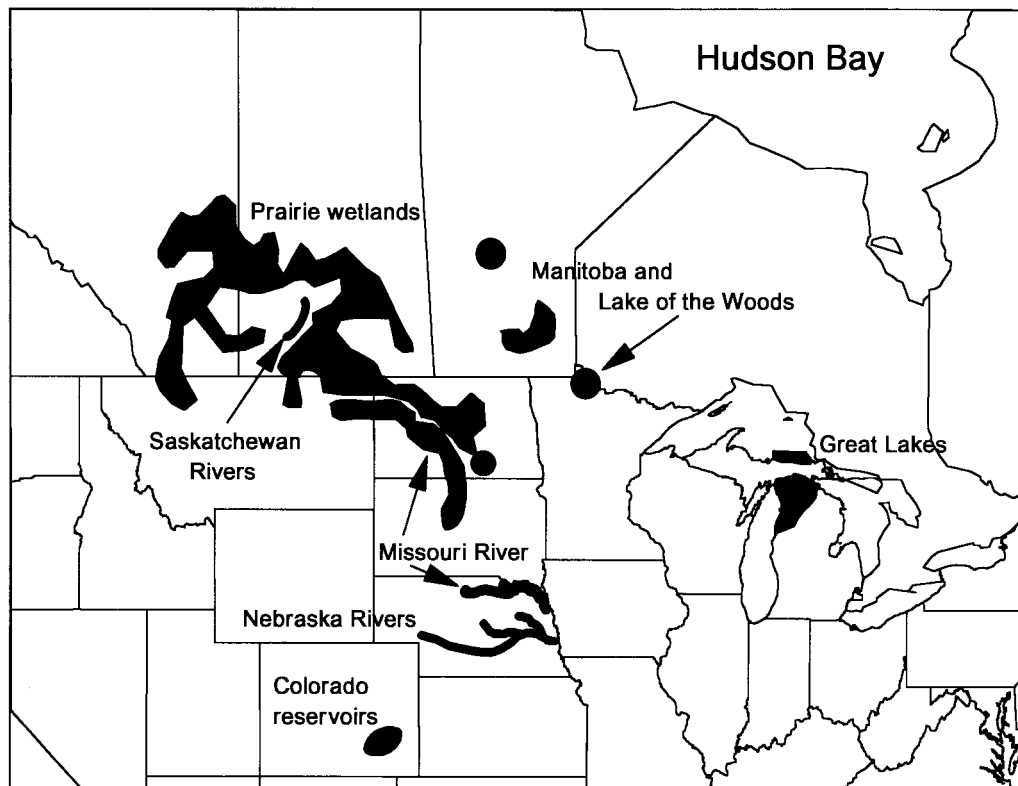 Hudson Bay
Prairie wetlands
Manitoba and
Lake of the Woods
Saskatchewan
Rivers
Great Lakes
Missouri River
Nebraska Rivers
Colorado
reservoirs